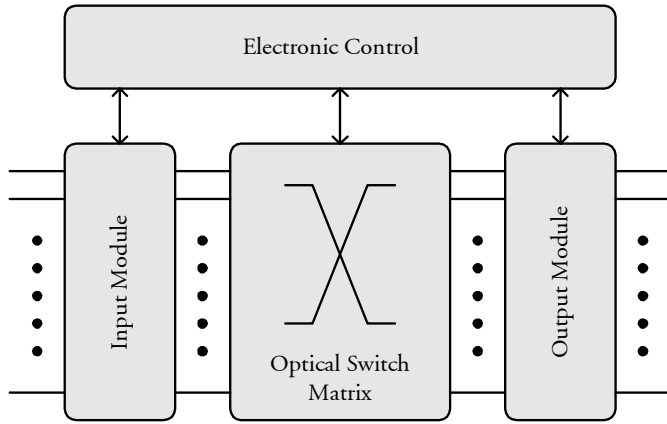 Electronic Control
Input Module
Optical Switch
Matrix
Output Module